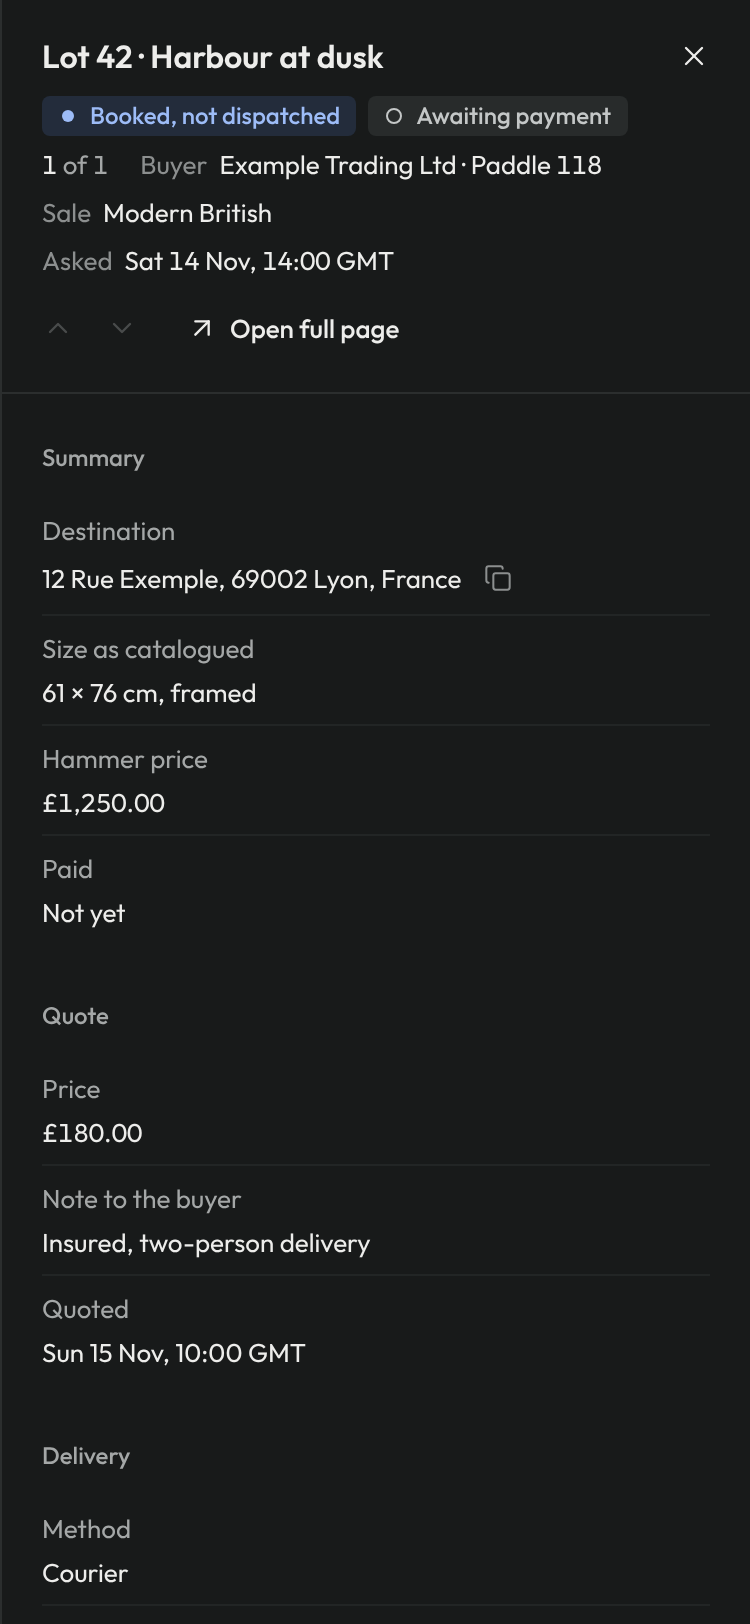 Lot 42 · Harbour at dusk
Booked, not dispatched
Awaiting payment
1 of 1 Buyer Example Trading Ltd · Paddle 118
Sale Modern British
Asked Sat 14 Nov, 14:00 GMT
Open full page
Summary
Destination
12 Rue Exemple, 69002 Lyon, France
Size as catalogued
61 × 76 cm, framed
Hammer price
£1,250.00
Paid
Not yet
Quote
Price
£180.00
Note to the buyer
Insured, two-person delivery
Quoted
Sun 15 Nov, 10:00 GMT
Delivery
Method
Courier